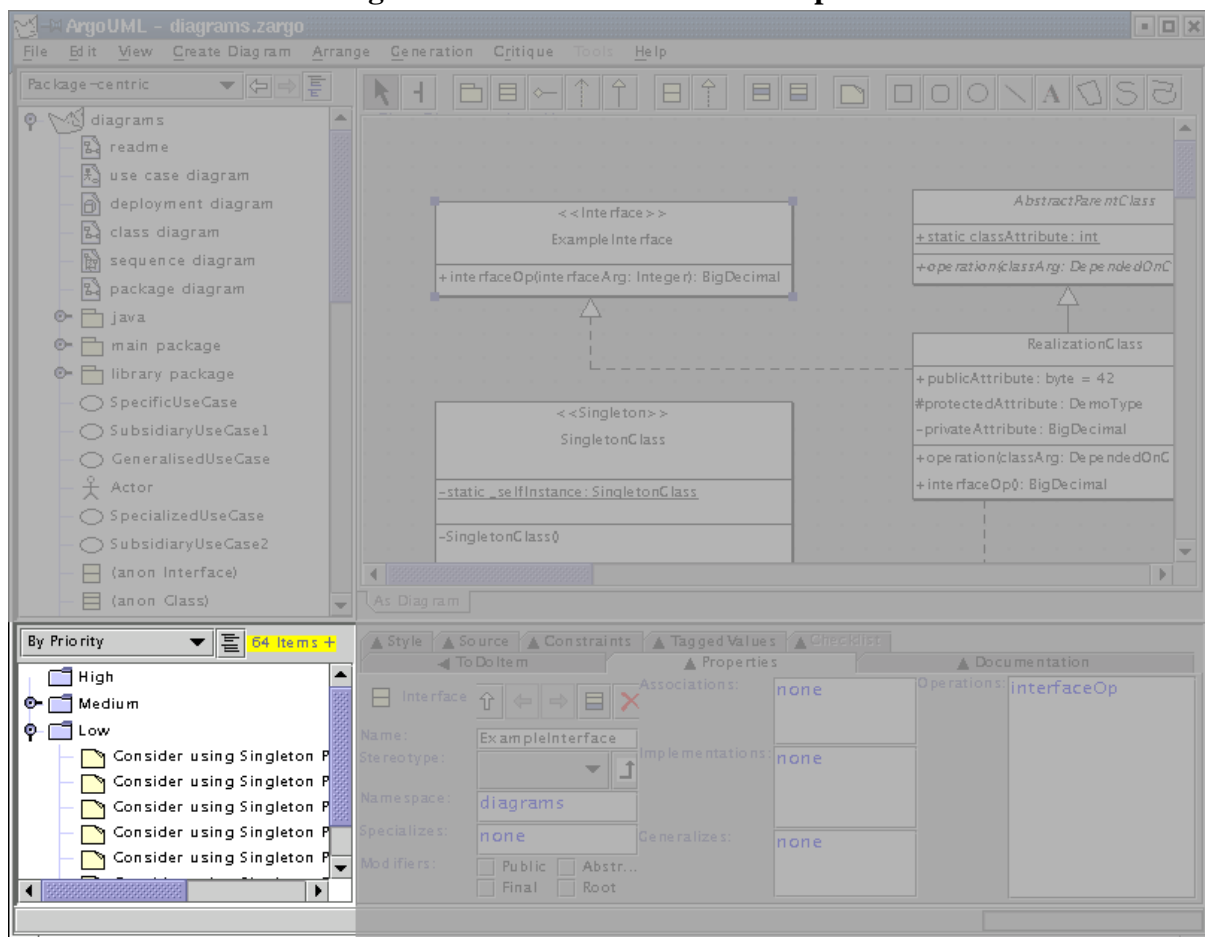 ArgoUML - diagrams.zargo
File Edit View Create Diagram Arrange Generation Critique Tools Help
Package-centric
diagrams
readme
use case diagram
deployment diagram
class diagram
sequence diagram
package diagram
java
main package
library package
SpecificUseCase
SubsidiaryUseCase1
GeneralisedUseCase
Actor
SpecializedUseCase
SubsidiaryUseCase2
(anon Interface)
(anon Class)
A
<<Interface>>
ExampleInterface
+interfaceOp(interfaceArg: Integer): BigDecimal
AbstractParentClass
+static classAttribute: int
+operation(classArg: DependedOnC
RealizationClass
+publicAttribute: byte = 42
#protectedAttribute: DemoType
-privateAttribute: BigDecimal
+operation(classArg: DependedOnC
+interfaceOp(): BigDecimal
<<Singleton>>
SingletonClass
-static _selfInstance: SingletonClass
-SingletonClass()
As Diagram
By Priority
64 Items +
High
Medium
Low
Consider using Singleton P
Consider using Singleton P
Consider using Singleton P
Consider using Singleton P
Consider using Singleton P
Style Source Constraints Tagged Values Checklist
ToDoItem Properties Documentation
Interface
Name: ExampleInterface
Stereotype:
Namespace: diagrams
Specializes: none
Modifiers: Public Abstr...
Final Root
Associations: none
Implementations: none
Generalizes: none
Operations: interfaceOp